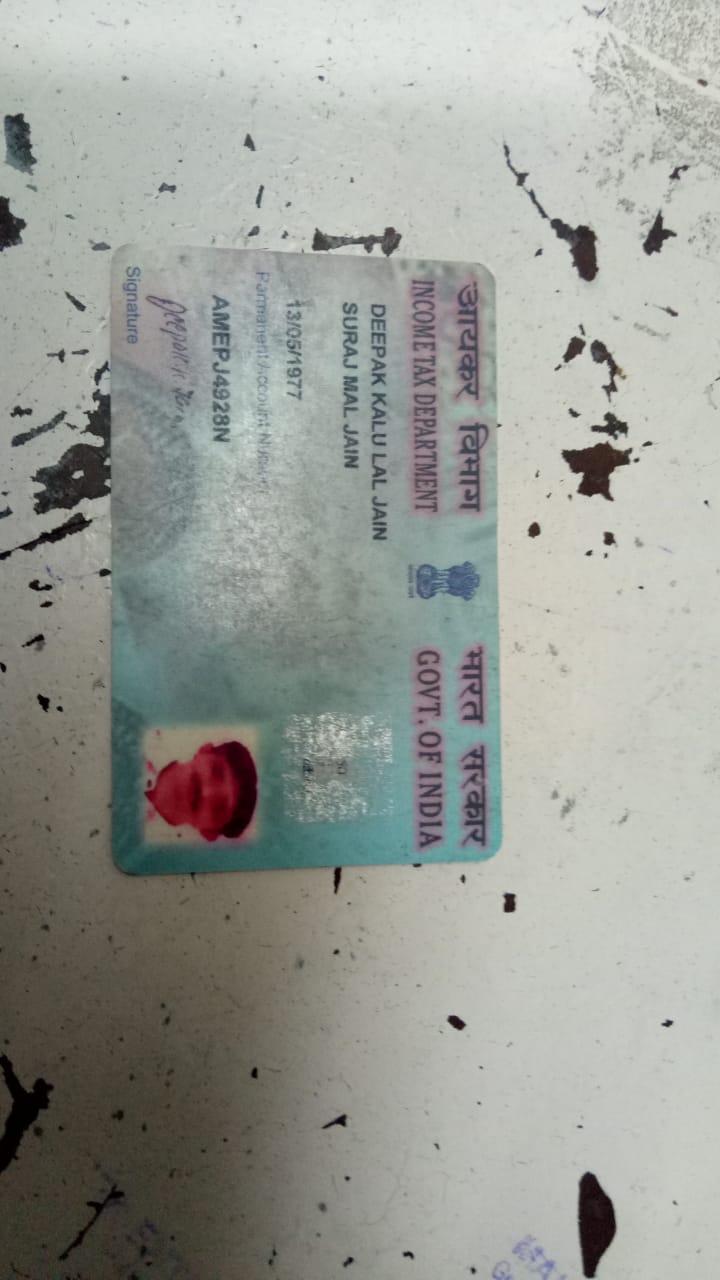 आयकर विभाग
INCOME TAX DEPARTMENT
भारत सरकार
GOVT. OF INDIA
DEEPAK KALU LAL JAIN
SURAJ MAL JAIN
13/05/1977
Permanent Account Number
AMEPJ4928N
Deepak Jain
Signature